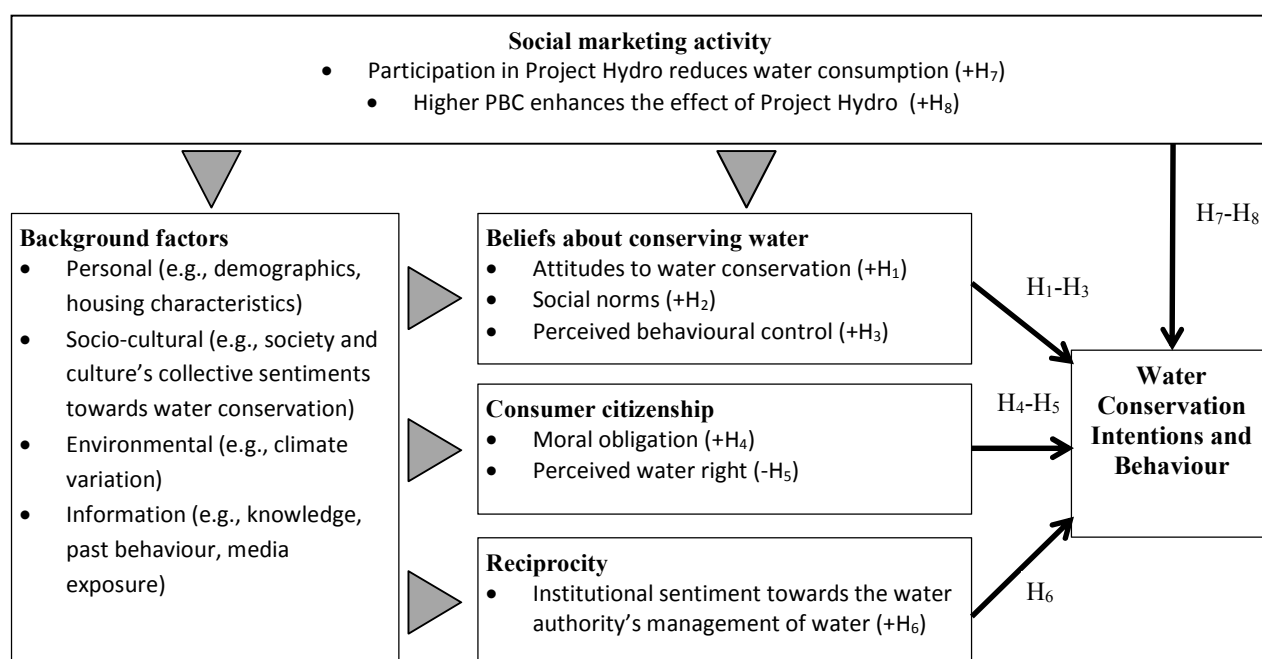 Social marketing activity
• Participation in Project Hydro reduces water consumption (+H₇)
• Higher PBC enhances the effect of Project Hydro (+H₈)
Background factors
• Personal (e.g., demographics,
housing characteristics)
• Socio-cultural (e.g., society and
culture’s collective sentiments
towards water conservation)
• Environmental (e.g., climate
variation)
• Information (e.g., knowledge,
past behaviour, media
exposure)
Beliefs about conserving water
• Attitudes to water conservation (+H₁)
• Social norms (+H₂)
• Perceived behavioural control (+H₃)
Consumer citizenship
• Moral obligation (+H₄)
• Perceived water right (-H₅)
Reciprocity
• Institutional sentiment towards the water
authority’s management of water (+H₆)
H₇-H₈
H₁-H₃
H₄-H₅
H₆
Water
Conservation
Intentions and
Behaviour